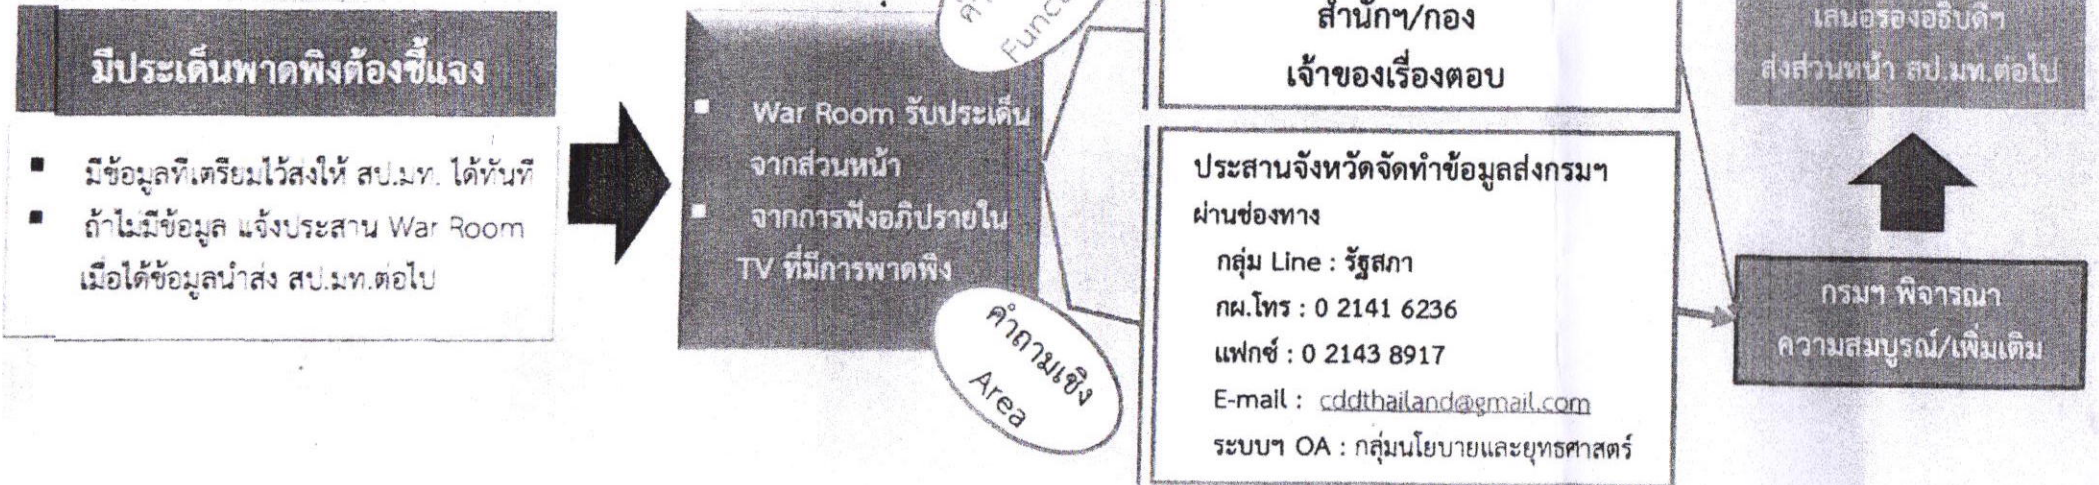 มีประเด็นพาดพิงต้องชี้แจง
▪ มีข้อมูลที่เตรียมไว้ส่งให้ สป.มท. ได้ทันที
▪ ถ้าไม่มีข้อมูล แจ้งประสาน War Room
เมื่อได้ข้อมูลนำส่ง สป.มท.ต่อไป
▪ War Room รับประเด็น
จากส่วนหน้า
▪ จากการฟังอภิปรายใน
TV ที่มีการพาดพิง
คำถามเชิง
Area
สำนักฯ/กอง
เจ้าของเรื่องตอบ
ประสานจังหวัดจัดทำข้อมูลส่งกรมฯ
ผ่านช่องทาง
กลุ่ม Line : รัฐสภา
กผ.โทร : 0 2141 6236
แฟกซ์ : 0 2143 8917
E-mail : cddthailand@gmail.com
ระบบฯ OA : กลุ่มนโยบายและยุทธศาสตร์
เสนอรองอธิบดีฯ
ส่งส่วนหน้า สป.มท.ต่อไป
กรมฯ พิจารณา
ความสมบูรณ์/เพิ่มเติม